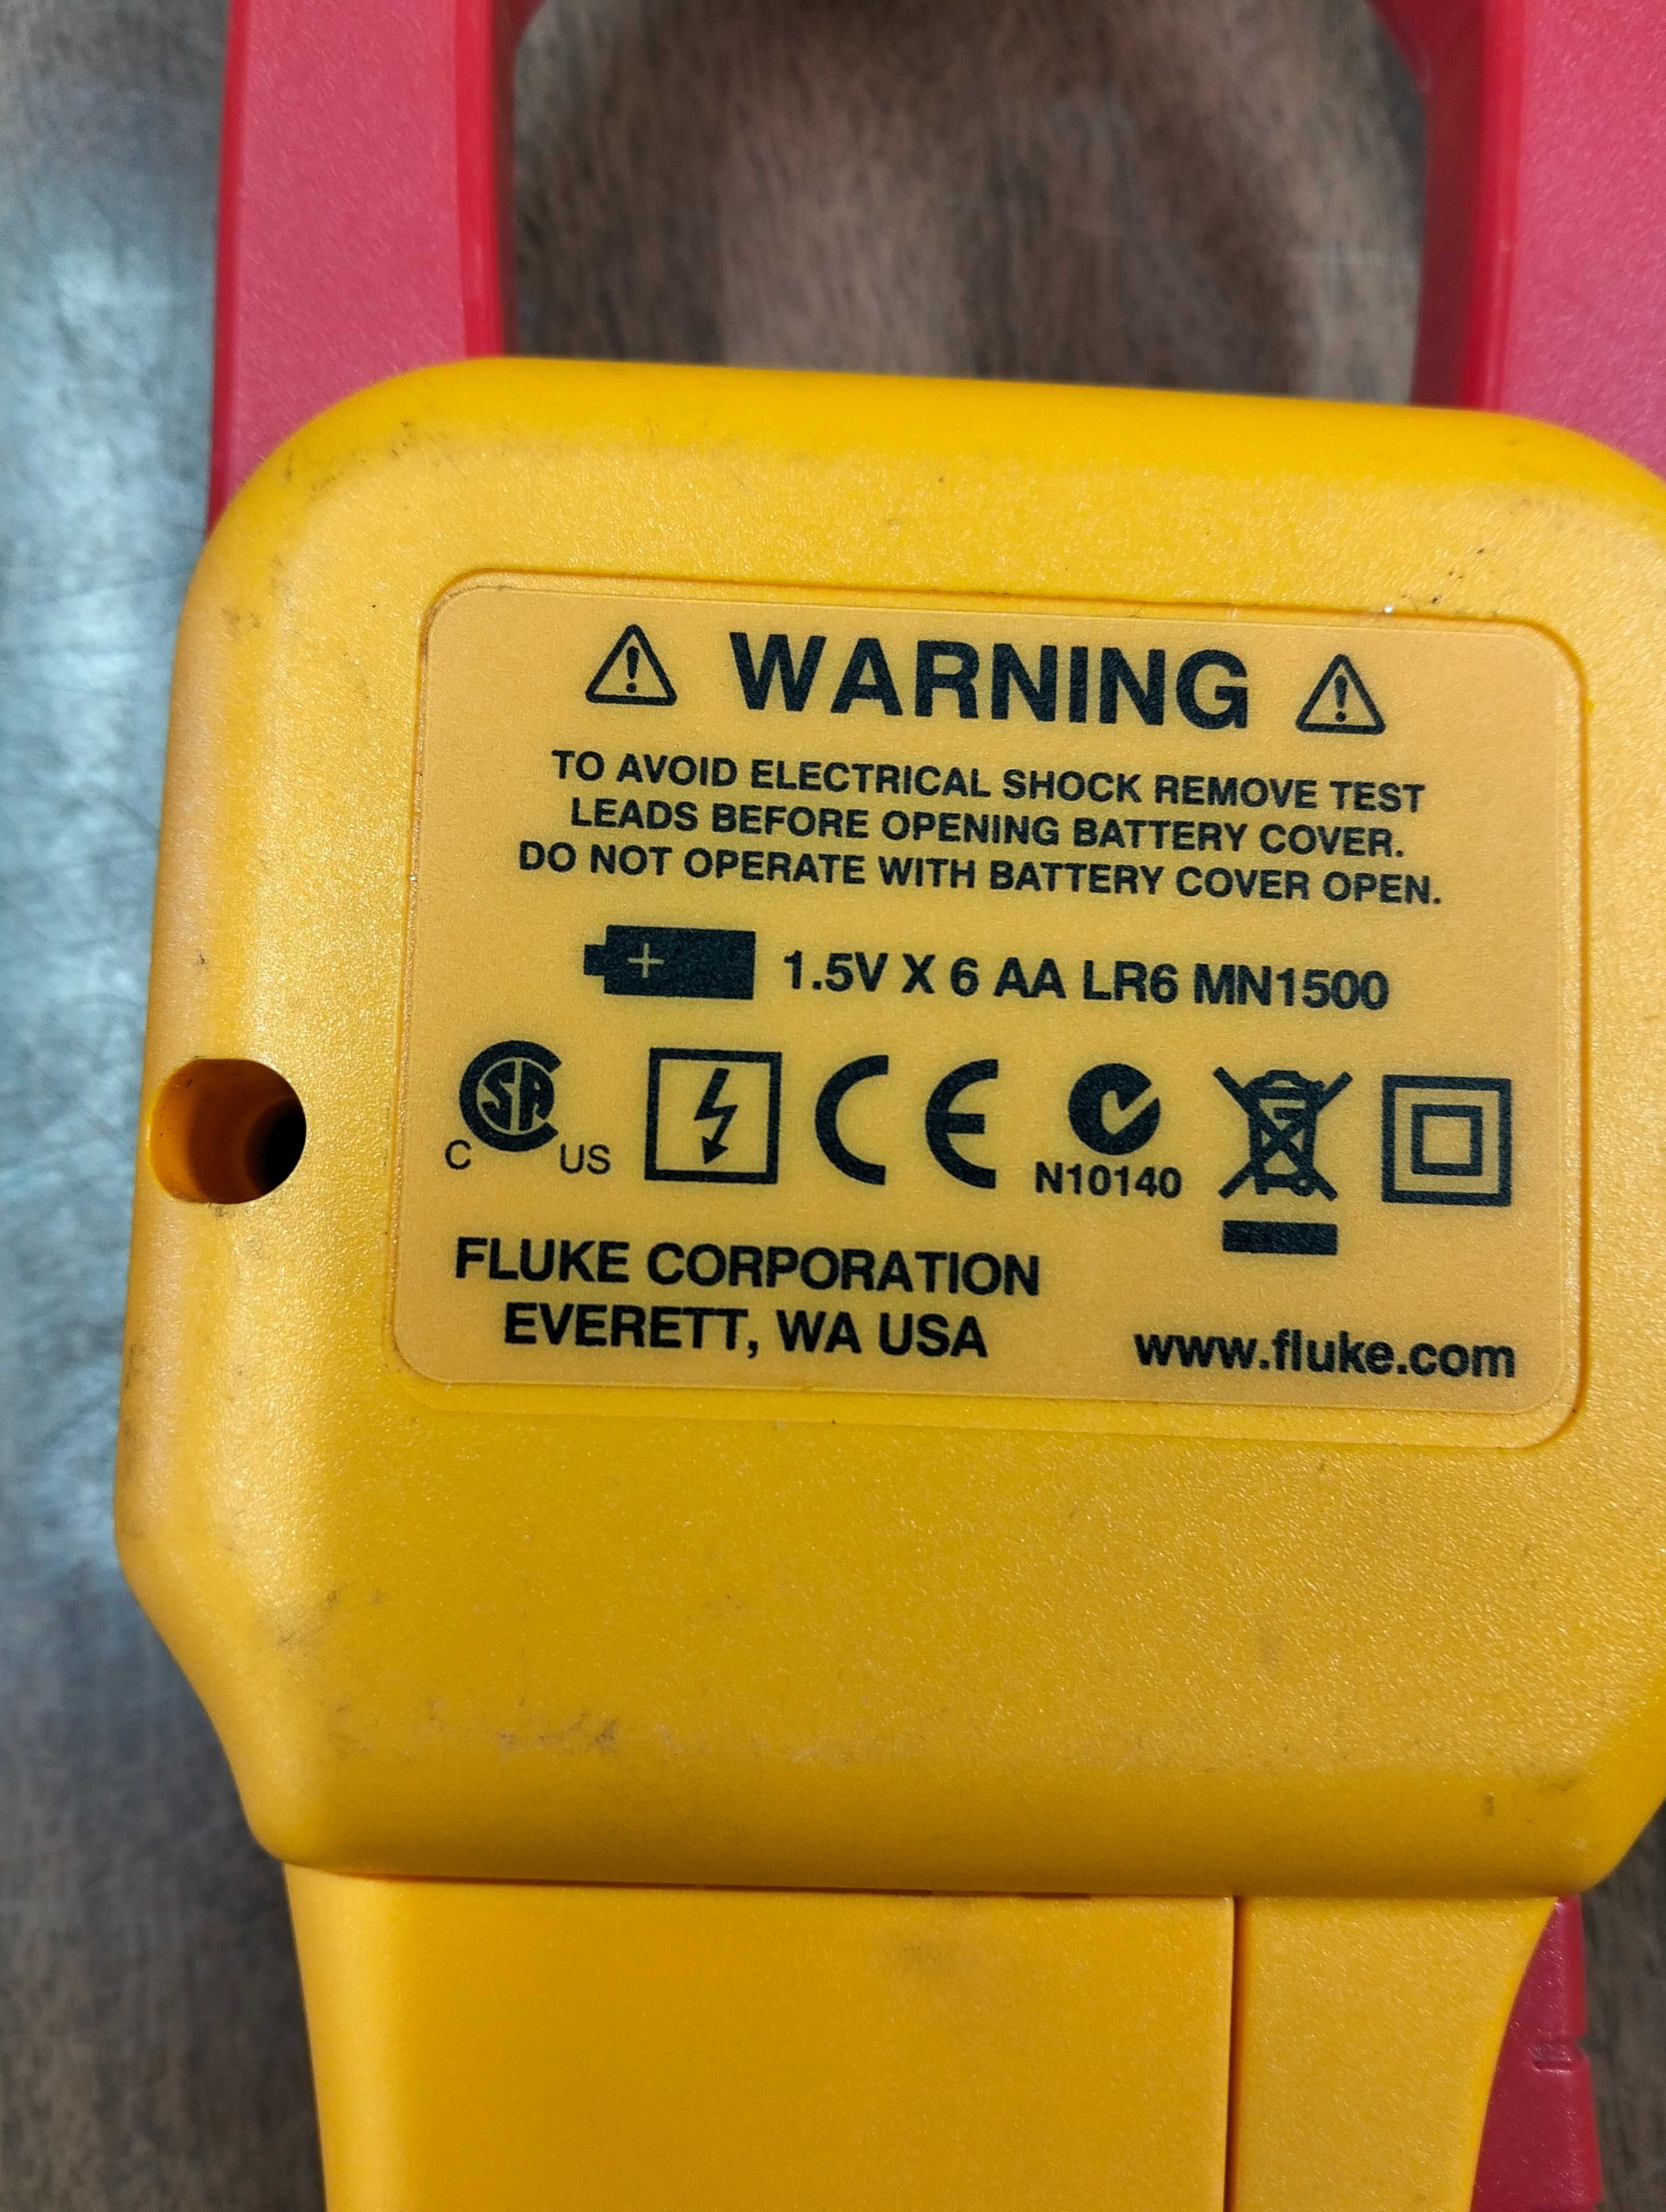 WARNING
TO AVOID ELECTRICAL SHOCK REMOVE TEST
LEADS BEFORE OPENING BATTERY COVER.
DO NOT OPERATE WITH BATTERY COVER OPEN.
+ 1.5V X 6 AA LR6 MN1500
C SA US CE N10140
FLUKE CORPORATION
EVERETT, WA USA
www.fluke.com